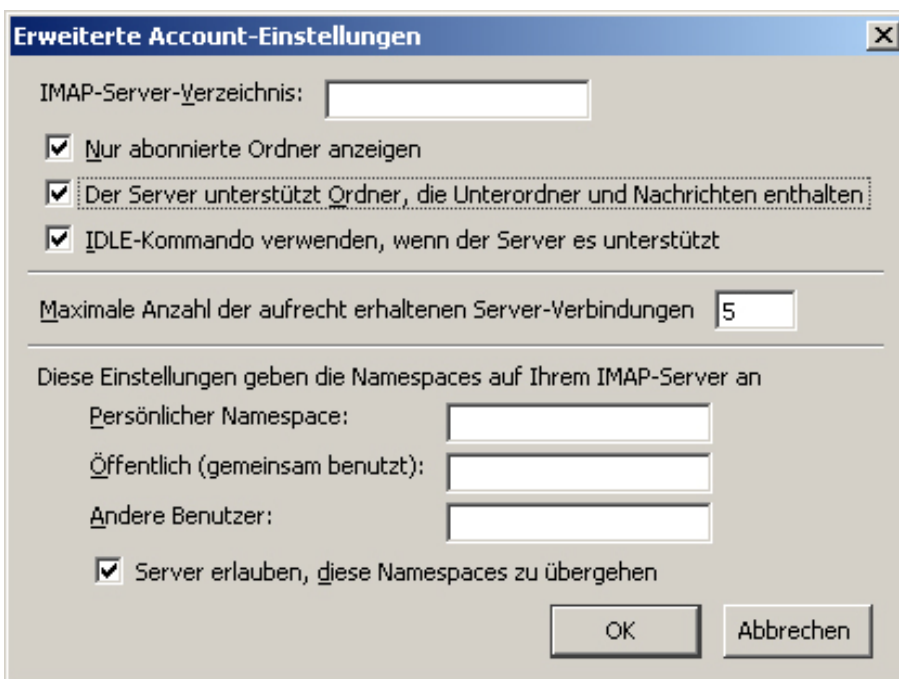 Erweiterte Account-Einstellungen
IMAP-Server-Verzeichnis:
Nur abonnierte Ordner anzeigen
Der Server unterstützt Ordner, die Unterordner und Nachrichten enthalten
IDLE-Kommando verwenden, wenn der Server es unterstützt
Maximale Anzahl der aufrecht erhaltenen Server-Verbindungen 5
Diese Einstellungen geben die Namespaces auf Ihrem IMAP-Server an
Persönlicher Namespace:
Öffentlich (gemeinsam benutzt):
Andere Benutzer:
Server erlauben, diese Namespaces zu übergehen
OK Abbrechen